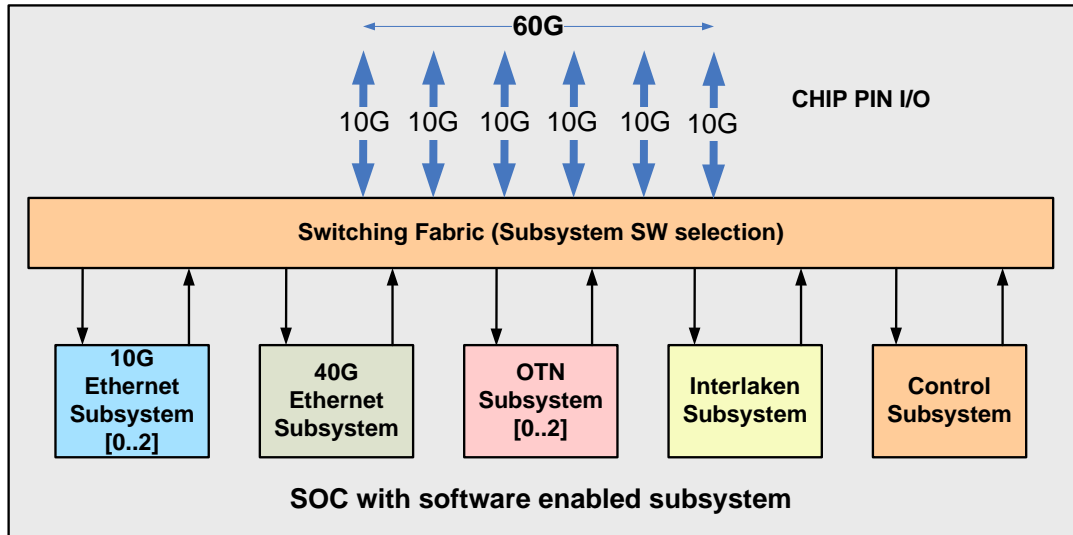 60G
CHIP PIN I/O
10G 10G 10G 10G 10G 10G
Switching Fabric (Subsystem SW selection)
10G
Ethernet
Subsystem
[0..2]
40G
Ethernet
Subsystem
OTN
Subsystem
[0..2]
Interlaken
Subsystem
Control
Subsystem
SOC with software enabled subsystem